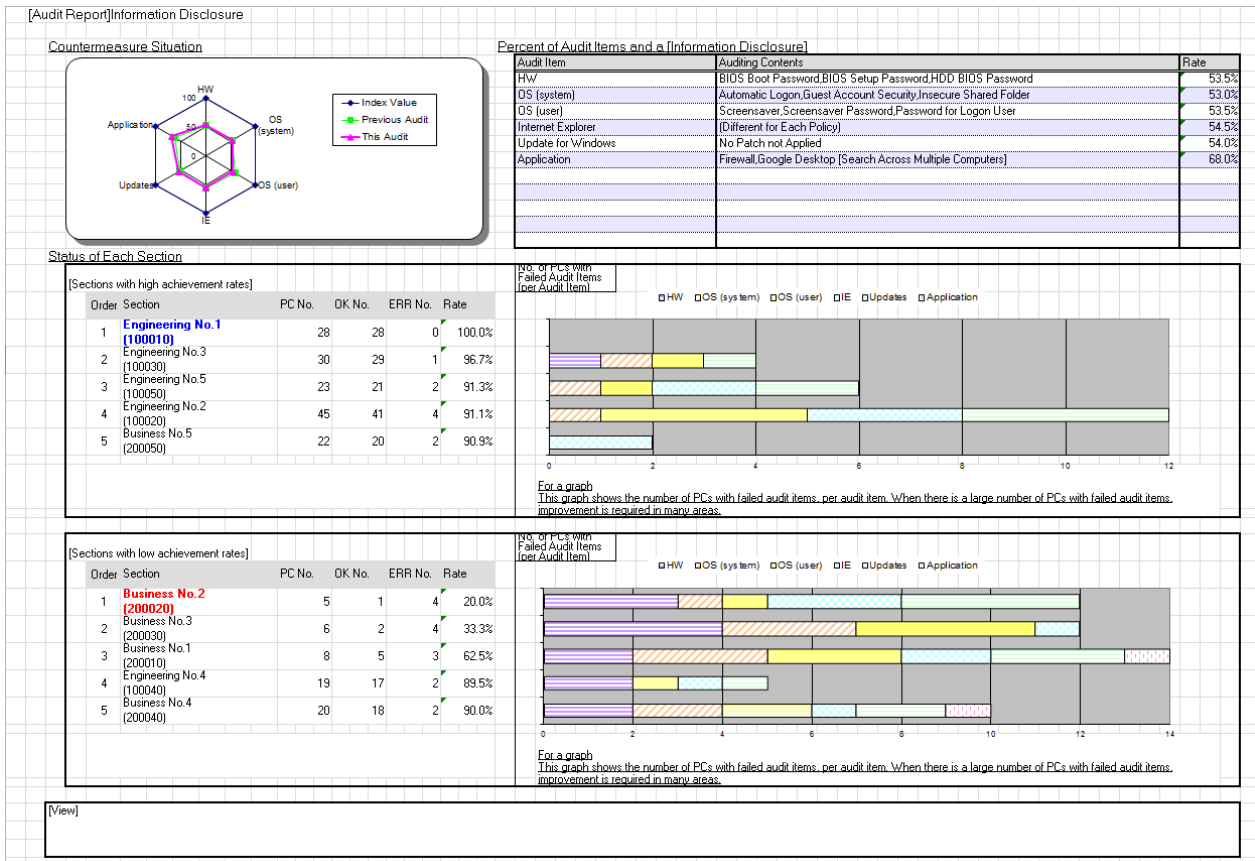 [Audit Report]Information Disclosure
Countermeasure Situation
HW
100
50
0
OS
(system)
OS (user)
IE
Updates
Application
Index Value
Previous Audit
This Audit
Percent of Audit Items and a [Information Disclosure]
Audit Item Auditing Contents Rate
HW BIOS Boot Password,BIOS Setup Password,HDD BIOS Password 53.5%
OS (system) Automatic Logon,Guest Account Security,Insecure Shared Folder 53.0%
OS (user) Screensaver,Screensaver Password,Password for Logon User 53.5%
Internet Explorer (Different for Each Policy) 54.5%
Update for Windows No Patch not Applied 54.0%
Application Firewall,Google Desktop [Search Across Multiple Computers] 68.0%
Status of Each Section
[Sections with high achievement rates]
Order Section PC No. OK No. ERR No. Rate
1 Engineering No.1 28 28 0 100.0%
(100010)
2 Engineering No.3 30 29 1 96.7%
(100030)
3 Engineering No.5 23 21 2 91.3%
(100050)
4 Engineering No.2 45 41 4 91.1%
(100020)
5 Business No.5 22 20 2 90.9%
(200050)
No. of PCs with
Failed Audit Items
[per Audit Item]
HW OS (system) OS (user) IE Updates Application
0 2 4 6 8 10 12
For a graph
This graph shows the number of PCs with failed audit items, per audit item. When there is a large number of PCs with failed audit items,
improvement is required in many areas.
[Sections with low achievement rates]
Order Section PC No. OK No. ERR No. Rate
1 Business No.2 5 1 4 20.0%
(200020)
2 Business No.3 6 2 4 33.3%
(200030)
3 Business No.1 8 5 3 62.5%
(200010)
4 Engineering No.4 19 17 2 89.5%
(100040)
5 Business No.4 20 18 2 90.0%
(200040)
No. of PCs with
Failed Audit Items
[per Audit Item]
HW OS (system) OS (user) IE Updates Application
0 2 4 6 8 10 12 14
For a graph
This graph shows the number of PCs with failed audit items, per audit item. When there is a large number of PCs with failed audit items,
improvement is required in many areas.
[View]